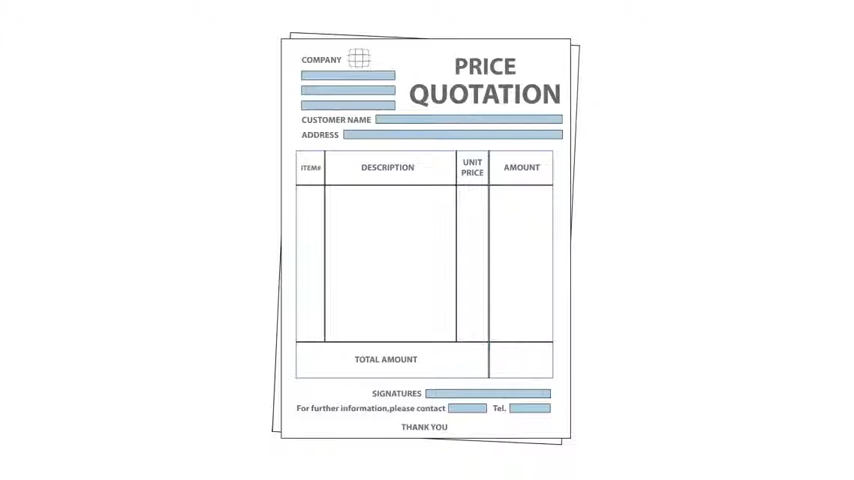 COMPANY
PRICE
QUOTATION
CUSTOMER NAME
ADDRESS
ITEM# DESCRIPTION UNIT PRICE AMOUNT
TOTAL AMOUNT
SIGNATURES
For further information,please contact Tel.
THANK YOU